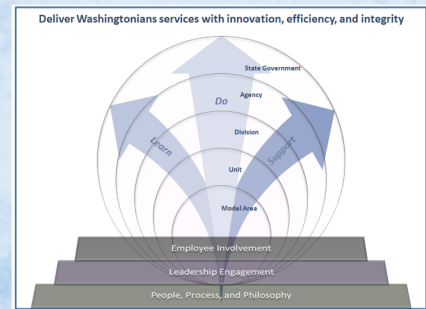 Deliver Washingtonians services with innovation, efficiency, and integrity
State Government
Agency
Do
Division
Learn
Support
Unit
Model Area
Employee Involvement
Leadership Engagement
People, Process, and Philosophy